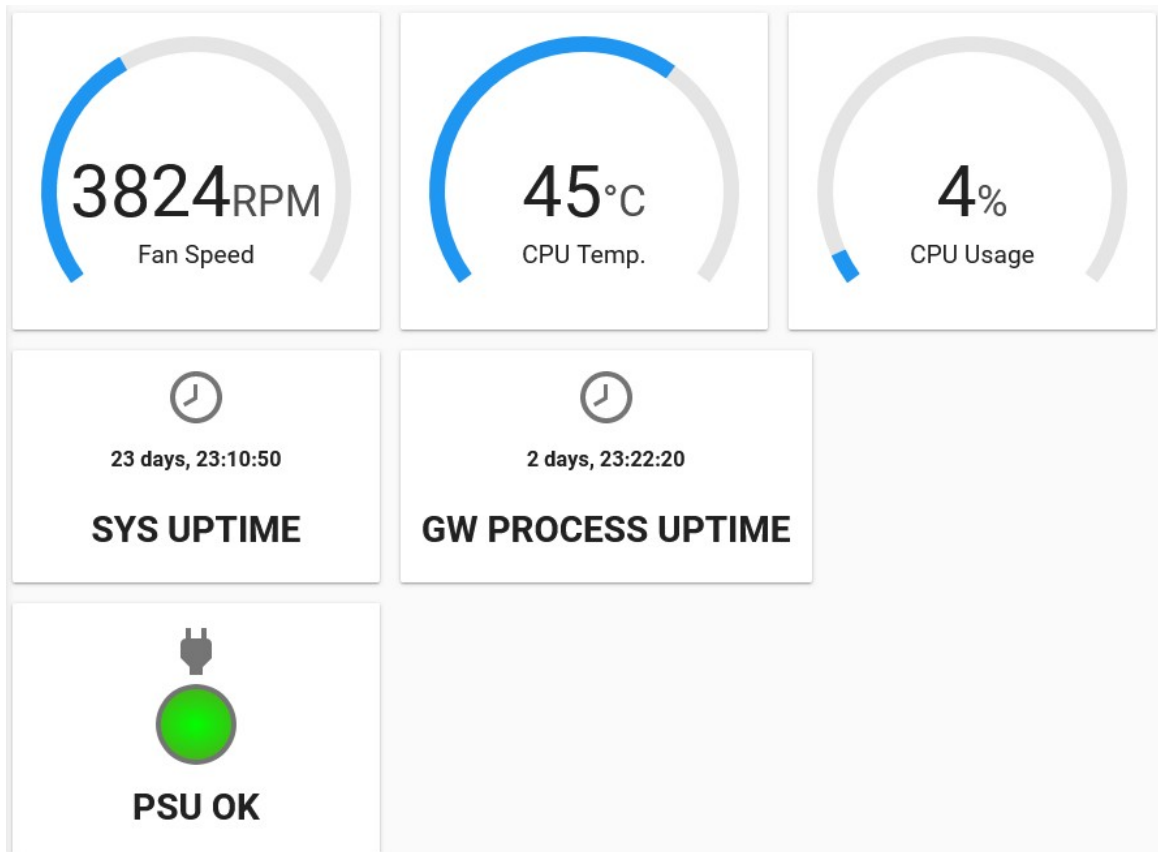 3824RPM
Fan Speed
45°C
CPU Temp.
4%
CPU Usage
23 days, 23:10:50
SYS UPTIME
2 days, 23:22:20
GW PROCESS UPTIME
PSU OK